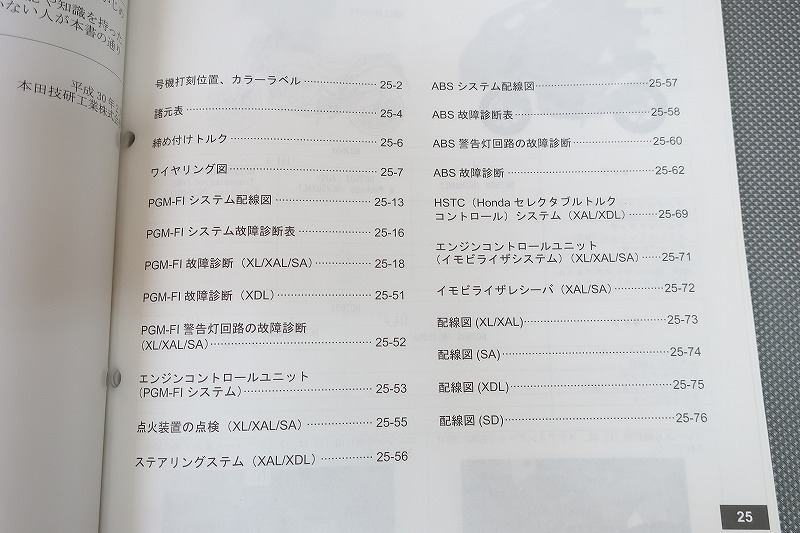 や知識を持った
ない人が本書の通り
平成30年
本田技研工業株式会
号機打刻位置、カラーラベル ………………… 25-2
諸元表 ………………… 25-4
締め付けトルク ………………… 25-6
ワイヤリング図 ………………… 25-7
PGM-FI システム配線図 ………………… 25-13
PGM-FI システム故障診断表 ………………… 25-16
PGM-FI 故障診断（XL/XAL/SA）………………… 25-18
PGM-FI 故障診断（XDL）………………… 25-51
PGM-FI 警告灯回路の故障診断
（XL/XAL/SA）………………… 25-52
エンジンコントロールユニット
（PGM-FI システム）………………… 25-53
点火装置の点検（XL/XAL/SA）………………… 25-55
ステアリングステム（XAL/XDL）………………… 25-56
ABS システム配線図 ………………… 25-57
ABS 故障診断表 ………………… 25-58
ABS 警告灯回路の故障診断 ………………… 25-60
ABS 故障診断 ………………… 25-62
HSTC（Honda セレクタブルトルク
コントロール）システム（XAL/XDL）……… 25-69
エンジンコントロールユニット
（イモビライザシステム）（XL/XAL/SA）…… 25-71
イモビライザレシーバ（XAL/SA）………………… 25-72
配線図 (XL/XAL) ………………… 25-73
配線図 (SA) ………………… 25-74
配線図 (XDL) ………………… 25-75
配線図 (SD) ………………… 25-76
25